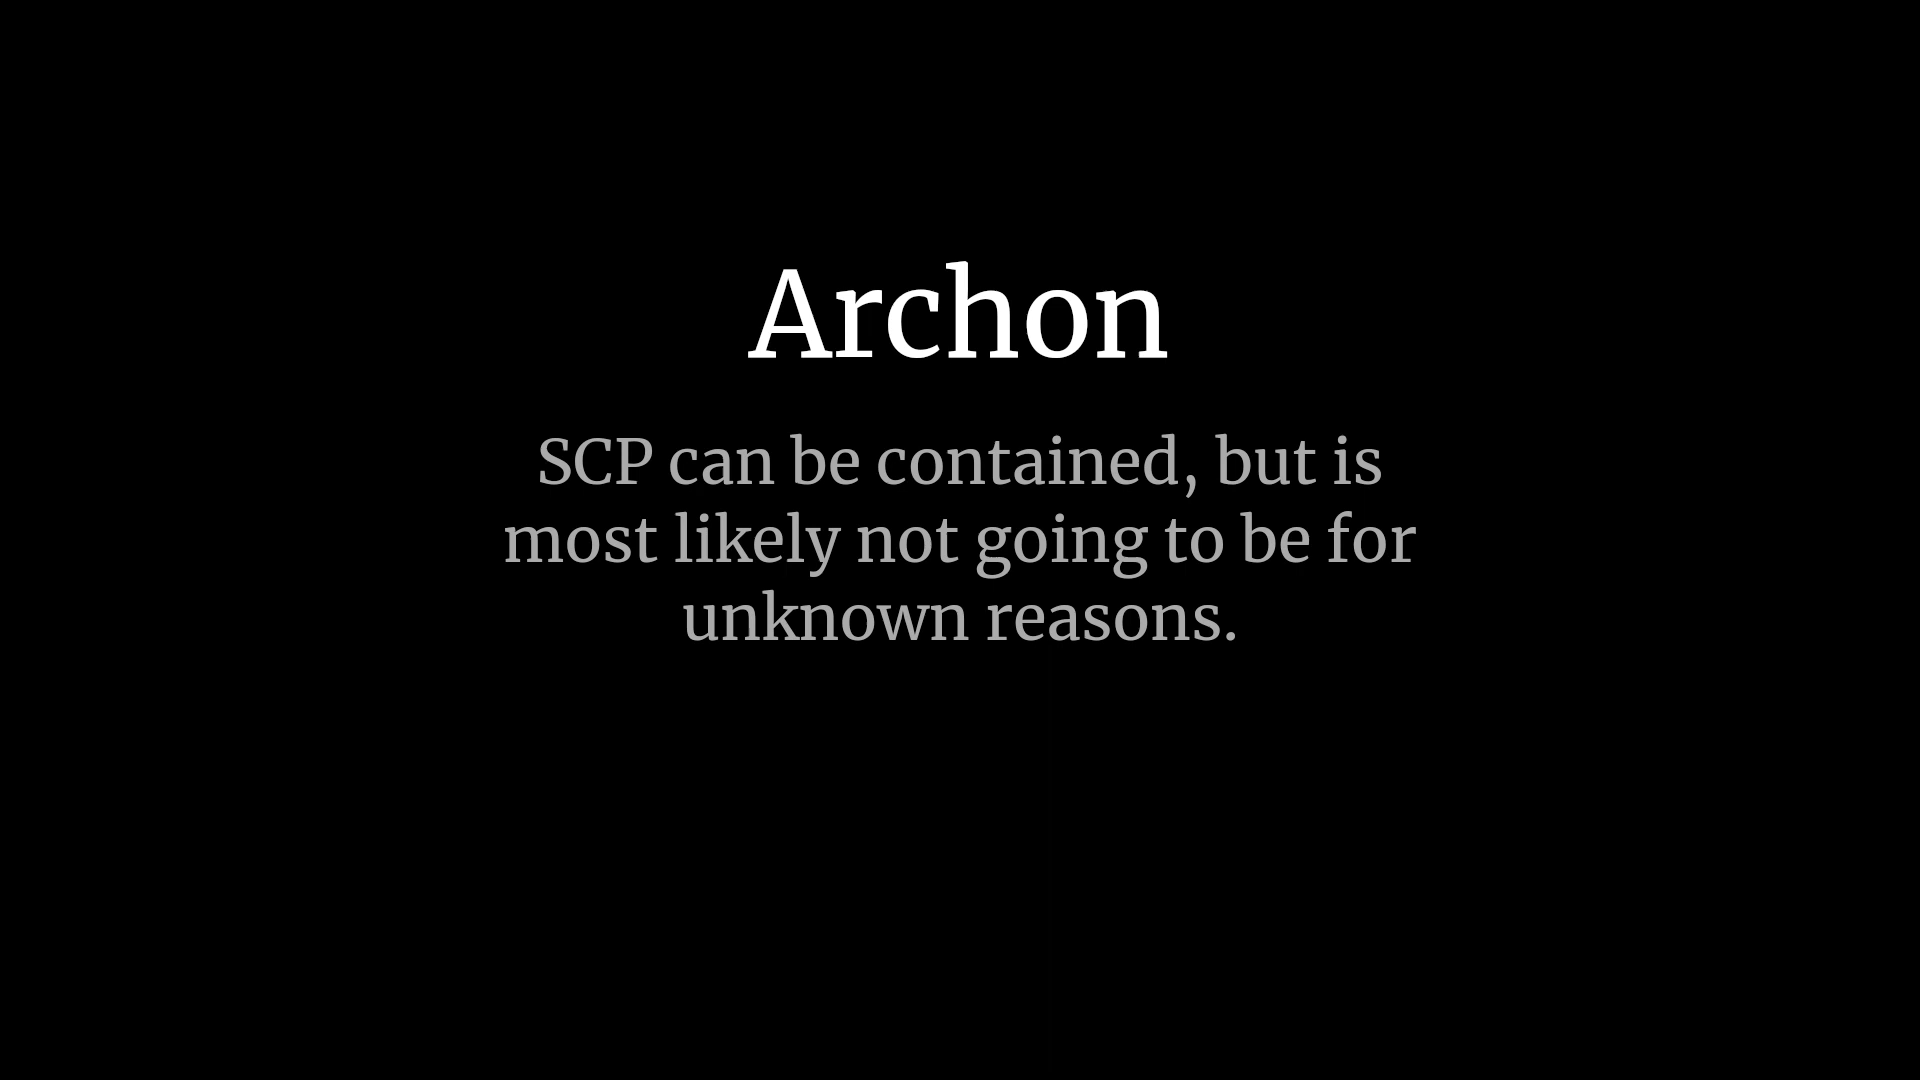 Archon
SCP can be contained, but is
most likely not going to be for
unknown reasons.